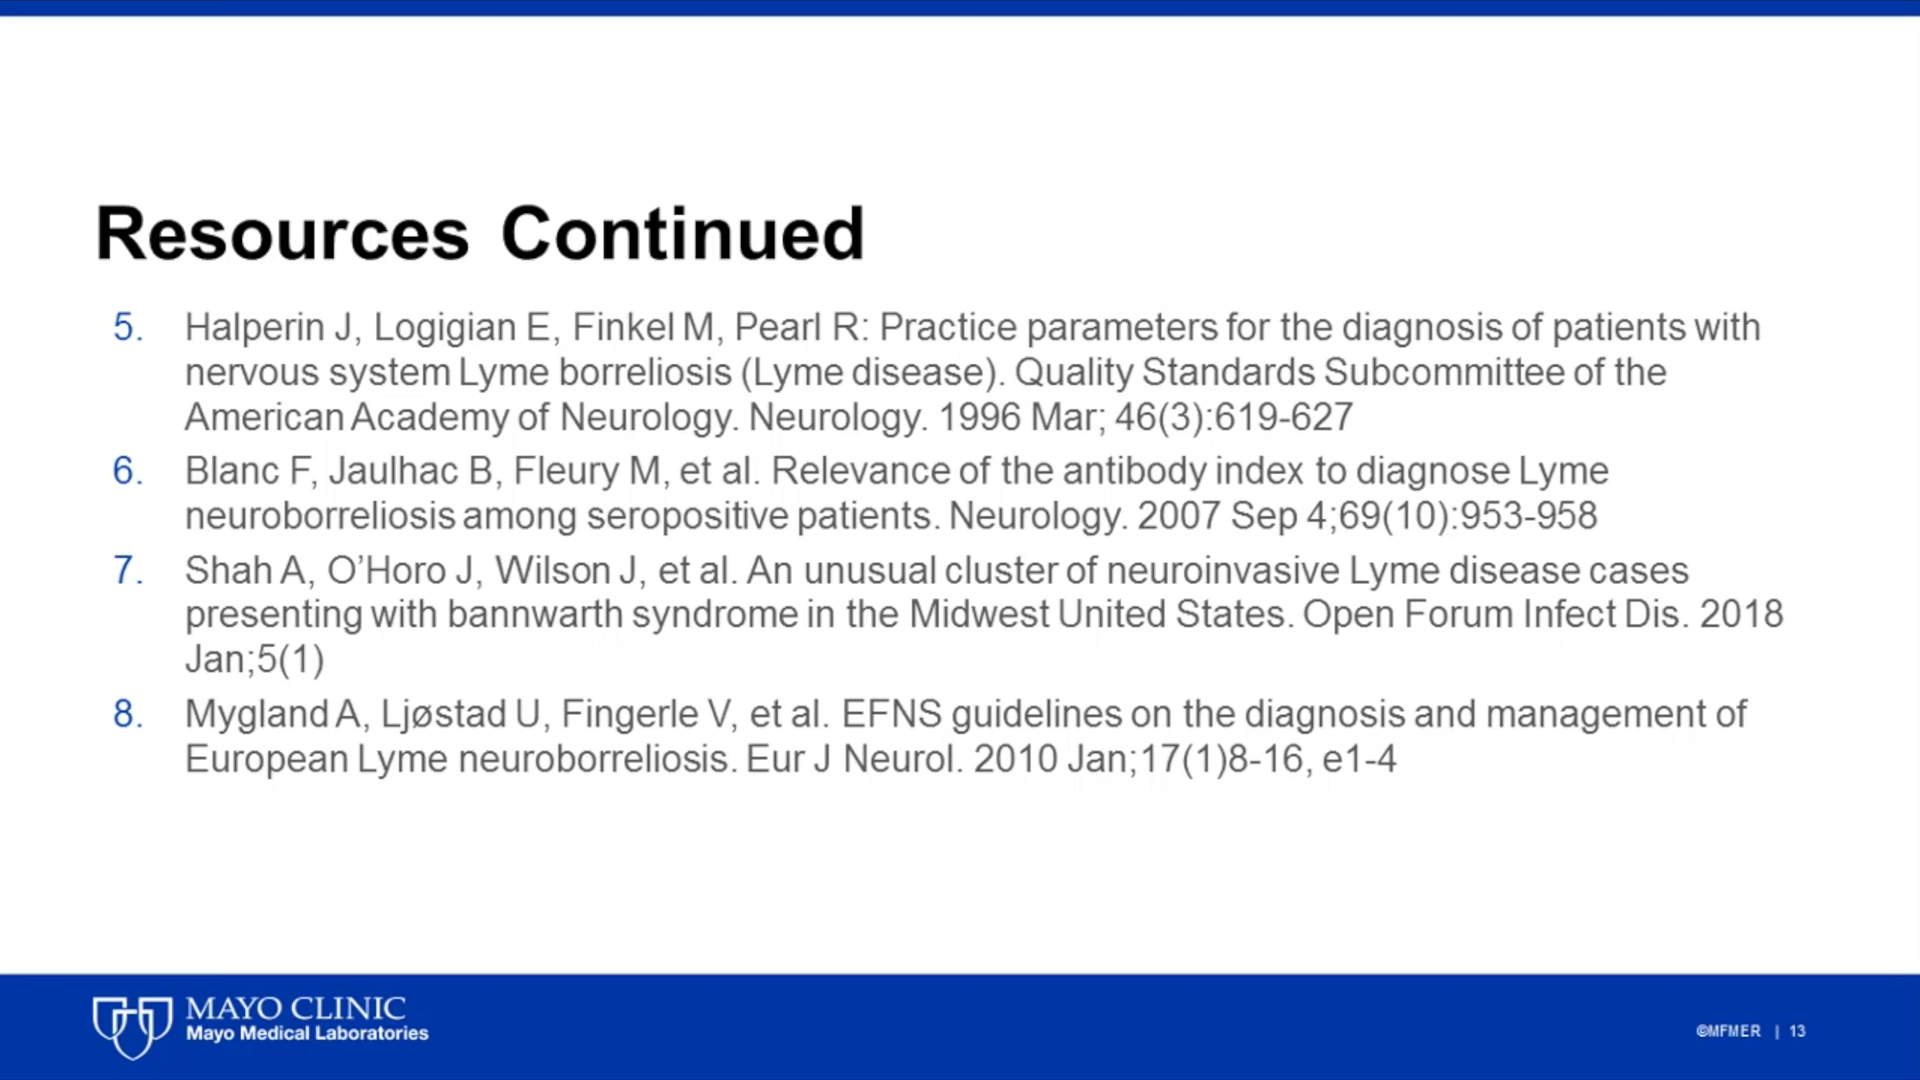 Resources Continued
5. Halperin J, Logigian E, Finkel M, Pearl R: Practice parameters for the diagnosis of patients with
nervous system Lyme borreliosis (Lyme disease). Quality Standards Subcommittee of the
American Academy of Neurology. Neurology. 1996 Mar; 46(3):619-627
6. Blanc F, Jaulhac B, Fleury M, et al. Relevance of the antibody index to diagnose Lyme
neuroborreliosis among seropositive patients. Neurology. 2007 Sep 4;69(10):953-958
7. Shah A, O’Horo J, Wilson J, et al. An unusual cluster of neuroinvasive Lyme disease cases
presenting with bannwarth syndrome in the Midwest United States. Open Forum Infect Dis. 2018
Jan;5(1)
8. Mygland A, Ljøstad U, Fingerle V, et al. EFNS guidelines on the diagnosis and management of
European Lyme neuroborreliosis. Eur J Neurol. 2010 Jan;17(1)8-16, e1-4
MAYO CLINIC
Mayo Medical Laboratories
©MFMER | 13